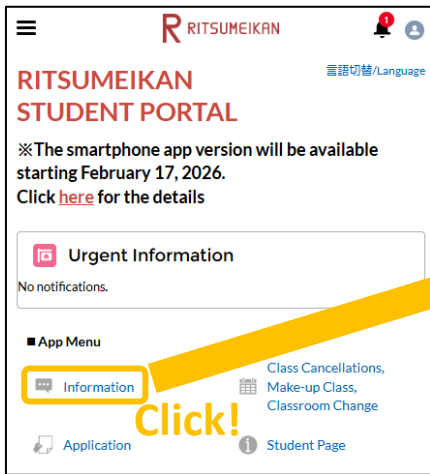 RITSUMEIKAN
1
言語切替/Language
RITSUMEIKAN
STUDENT PORTAL
※The smartphone app version will be available
starting February 17, 2026.
Click here for the details
Urgent Information
No notifications.
■ App Menu
Information
Class Cancellations,
Make-up Class,
Classroom Change
Click!
Application
Student Page